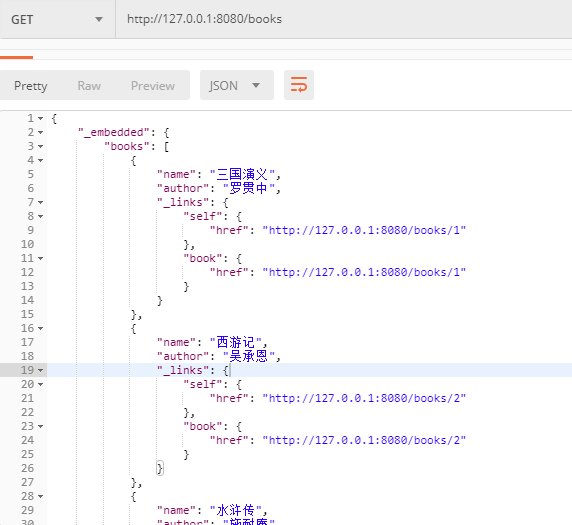 GET http://127.0.0.1:8080/books
Pretty Raw Preview JSON
1 {
2 "_embedded": {
3 "books": [
4 {
5 "name": "三国演义",
6 "author": "罗贯中",
7 "_links": {
8 "self": {
9 "href": "http://127.0.0.1:8080/books/1"
10 },
11 "book": {
12 "href": "http://127.0.0.1:8080/books/1"
13 }
14 }
15 },
16 {
17 "name": "西游记",
18 "author": "吴承恩",
19 "_links": {
20 "self": {
21 "href": "http://127.0.0.1:8080/books/2"
22 },
23 "book": {
24 "href": "http://127.0.0.1:8080/books/2"
25 }
26 }
27 },
28 {
29 "name": "水浒传",
30 "author": "施耐庵",